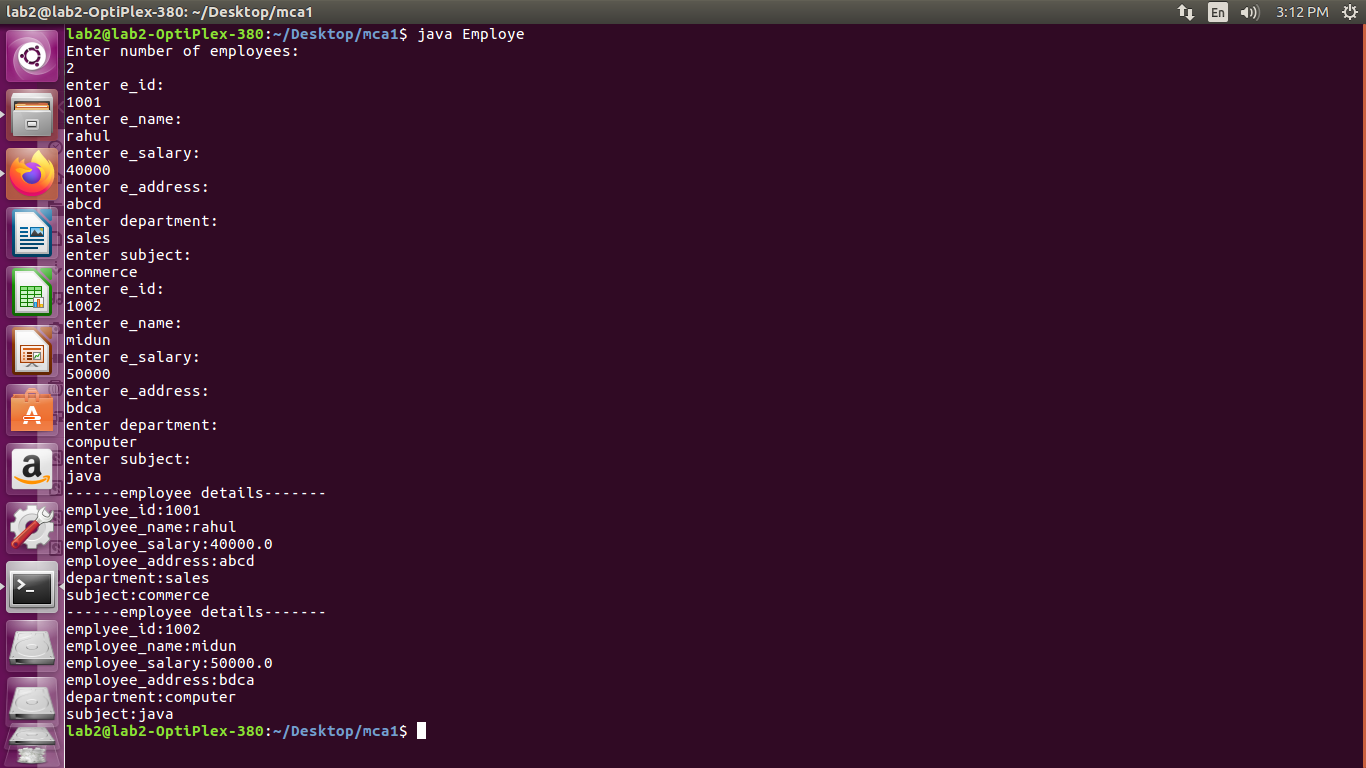 lab2@lab2-OptiPlex-380: ~/Desktop/mca1
En
3:12 PM
lab2@lab2-OptiPlex-380:~/Desktop/mca1$ java Employe
Enter number of employees:
2
enter e_id:
1001
enter e_name:
rahul
enter e_salary:
40000
enter e_address:
abcd
enter department:
sales
enter subject:
commerce
enter e_id:
1002
enter e_name:
midun
enter e_salary:
50000
enter e_address:
bdca
enter department:
computer
enter subject:
java
------employee details-------
emplyee_id:1001
employee_name:rahul
employee_salary:40000.0
employee_address:abcd
department:sales
subject:commerce
------employee details-------
emplyee_id:1002
employee_name:midun
employee_salary:50000.0
employee_address:bdca
department:computer
subject:java
lab2@lab2-OptiPlex-380:~/Desktop/mca1$